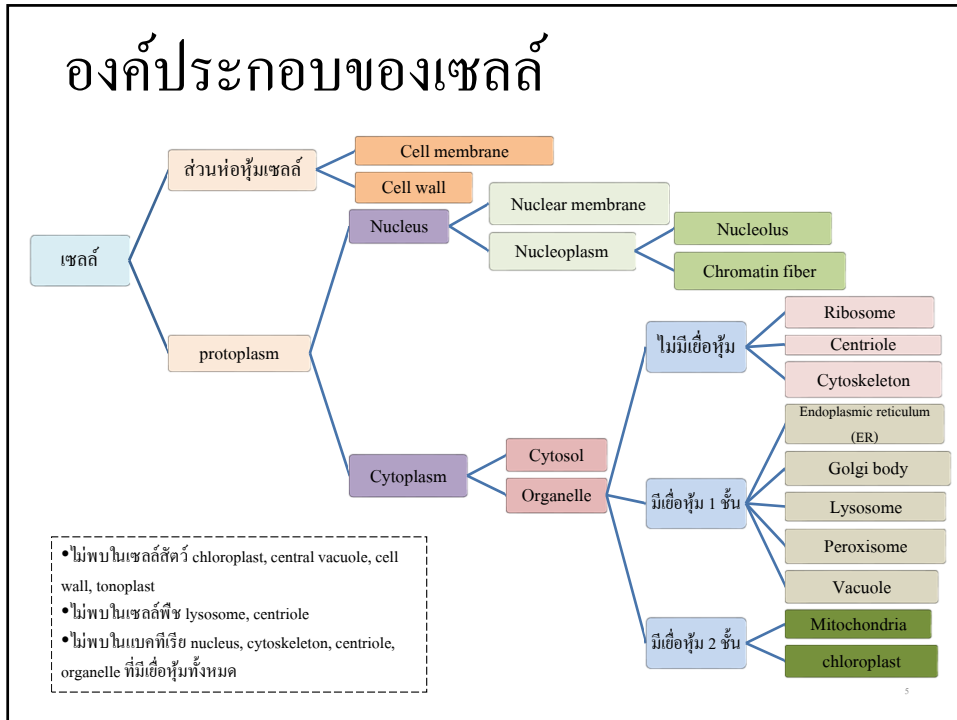 องค์ประกอบของเซลล์
เซลล์
ส่วนห่อหุ้มเซลล์
Cell membrane
Cell wall
protoplasm
Nucleus
Nuclear membrane
Nucleoplasm
Nucleolus
Chromatin fiber
Cytoplasm
Cytosol
Organelle
ไม่มีเยื่อหุ้ม
Ribosome
Centriole
Cytoskeleton
มีเยื่อหุ้ม 1 ชั้น
Endoplasmic reticulum
(ER)
Golgi body
Lysosome
Peroxisome
Vacuole
มีเยื่อหุ้ม 2 ชั้น
Mitochondria
chloroplast
•ไม่พบในเซลล์สัตว์ chloroplast, central vacuole, cell
wall, tonoplast
•ไม่พบในเซลล์พืช lysosome, centriole
•ไม่พบในแบคทีเรีย nucleus, cytoskeleton, centriole,
organelle ที่มีเยื่อหุ้มทั้งหมด
5